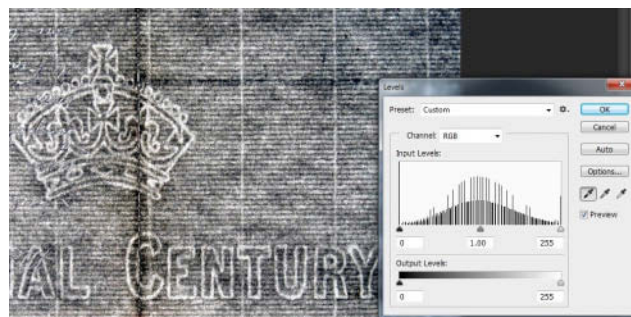 Levels
Preset: Custom
OK
Cancel
Channel: RGB
Auto
Input Levels:
Options...
Preview
0 1.00 255
Output Levels:
0 255
AL CENTURY